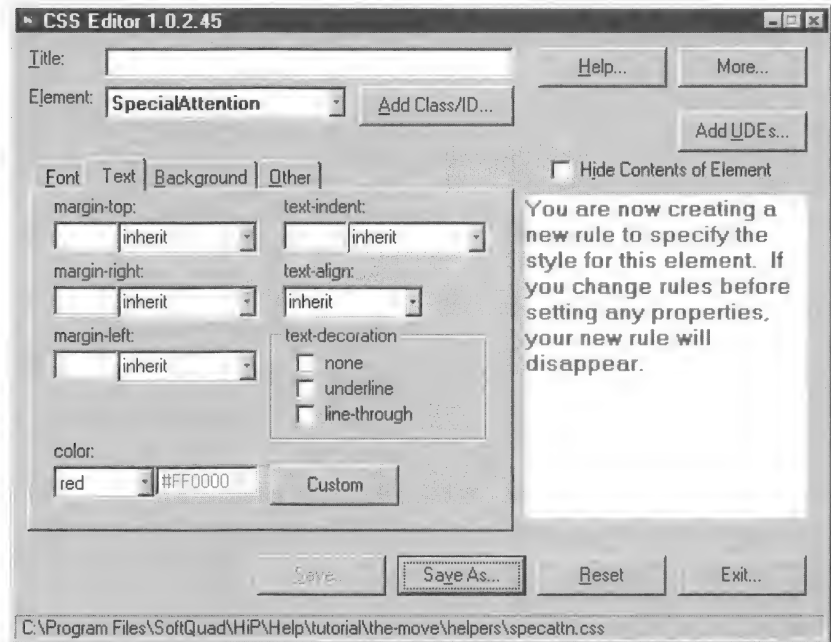 CSS Editor 1.0.2.45
Title:
Help...
More...
Element:
SpecialAttention
Add Class/ID...
Add UDEs...
Hide Contents of Element
Font Text Background Other
margin-top:
inherit
text-indent:
inherit
margin-right:
inherit
text-align:
inherit
margin-left:
inherit
text-decoration
none
underline
line-through
color:
red
#FF0000
Custom
You are now creating a
new rule to specify the
style for this element. If
you change rules before
setting any properties,
your new rule will
disappear.
Save
Save As...
Reset
Exit...
C:\Program Files\SoftQuad\HiP\Help\tutorial\the-move\helpers\specattn.css